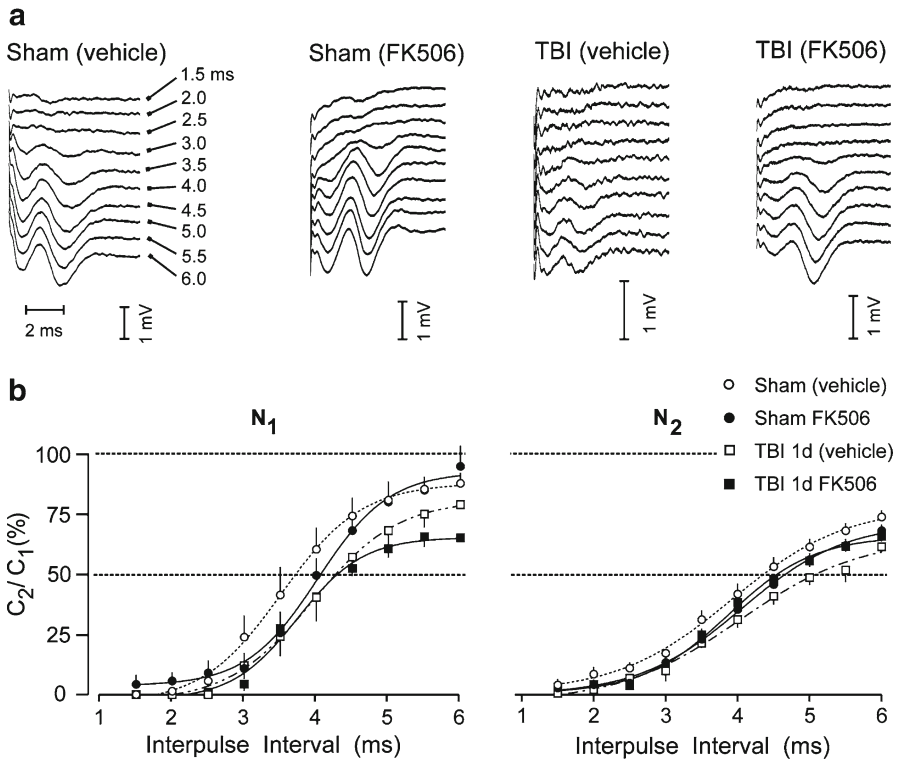 a
Sham (vehicle)
Sham (FK506)
TBI (vehicle)
TBI (FK506)
1.5 ms
2.0
2.5
3.0
3.5
4.0
4.5
5.0
5.5
6.0
2 ms
1 mV
1 mV
1 mV
1 mV
b
N1
N2
Sham (vehicle)
Sham FK506
TBI 1d (vehicle)
TBI 1d FK506
C2/ C1(%)
100
75
50
25
0
1 2 3 4 5 6
Interpulse Interval (ms)
1 2 3 4 5 6
Interpulse Interval (ms)